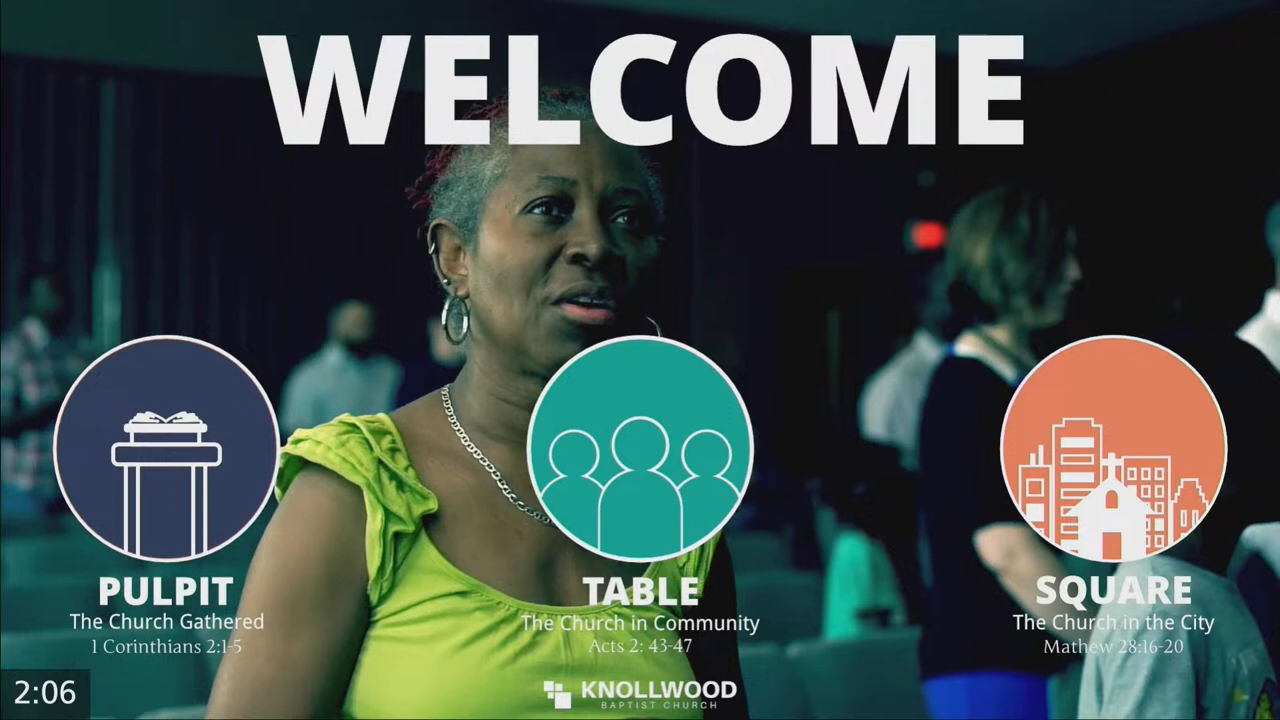 WELCOME
PULPIT
The Church Gathered
1 Corinthians 2:1-5
TABLE
The Church in Community
Acts 2: 43-47
SQUARE
The Church in the City
Mathew 28:16-20
2:06
KNOLLWOOD
BAPTIST CHURCH